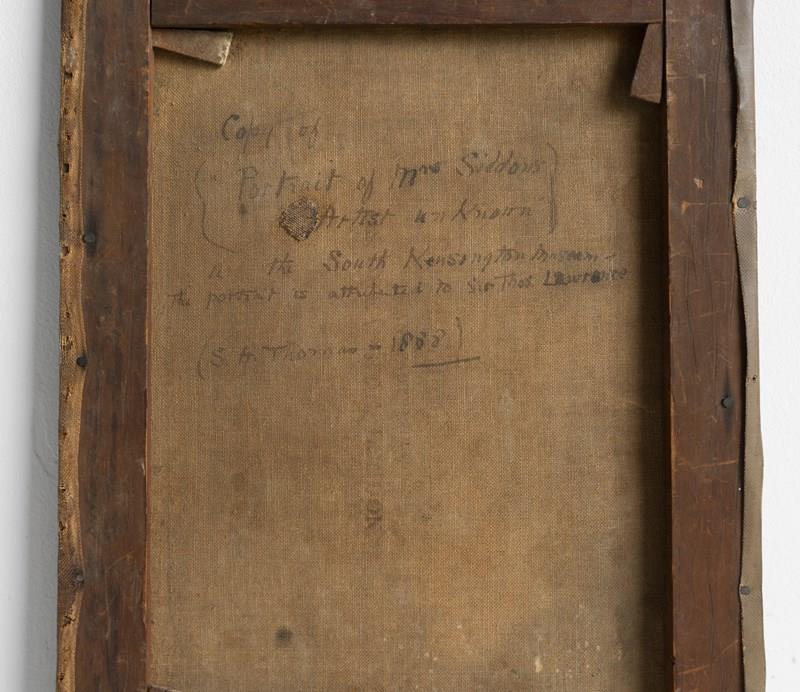 Copy of
"Portrait of Mrs Siddons
Artist unknown"
the South Kensington Museum -
the portrait is attributed to Sir Thos Lawrence
(S. A. Thomas - 1888)